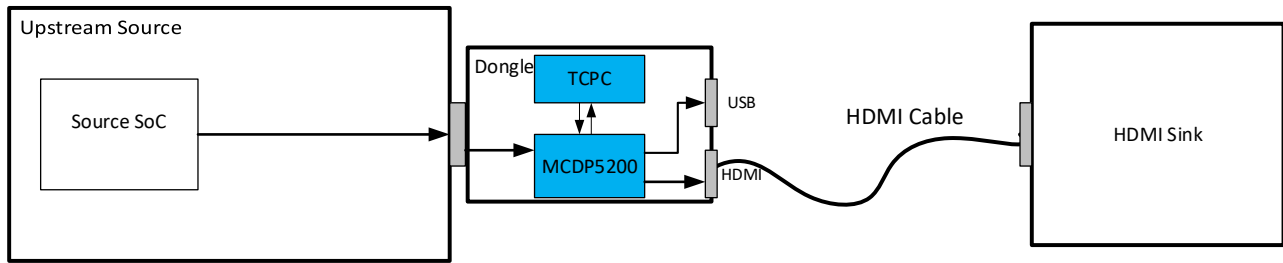 Upstream Source
Source SoC
Dongle
TCPC
MCDP5200
USB
HDMI
HDMI Cable
HDMI Sink